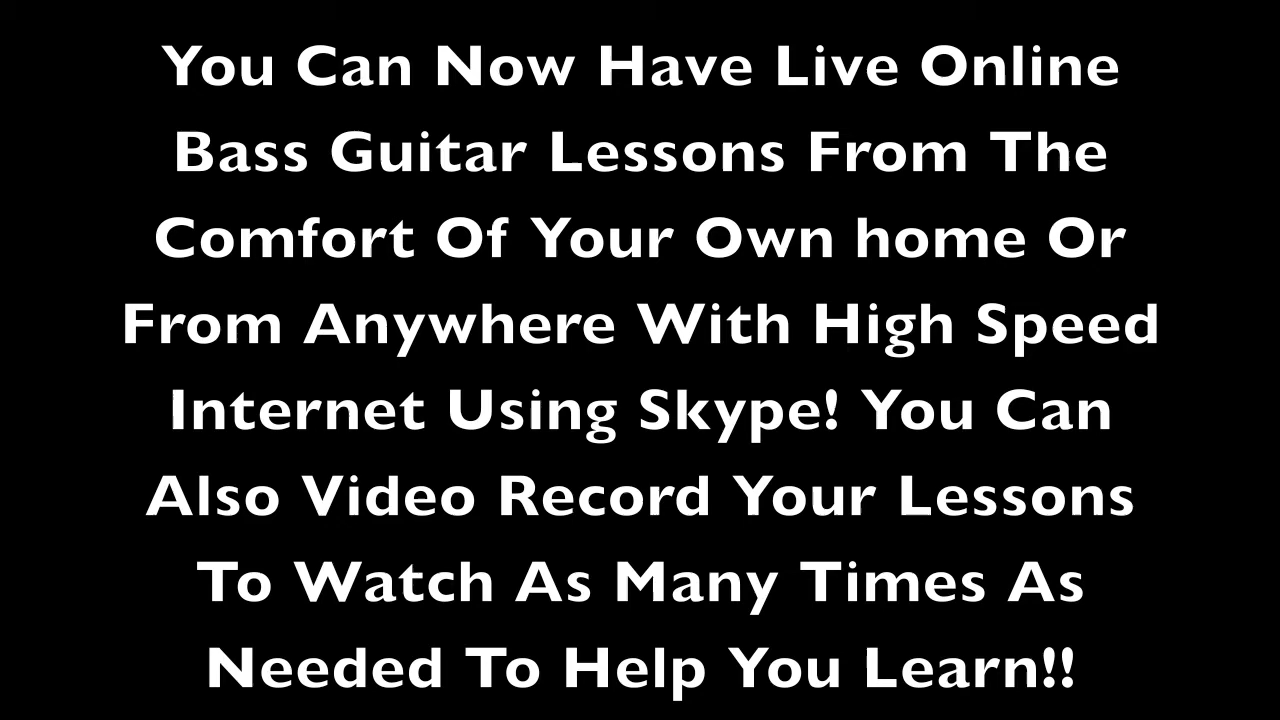 You Can Now Have Live Online
Bass Guitar Lessons From The
Comfort Of Your Own home Or
From Anywhere With High Speed
Internet Using Skype! You Can
Also Video Record Your Lessons
To Watch As Many Times As
Needed To Help You Learn!!